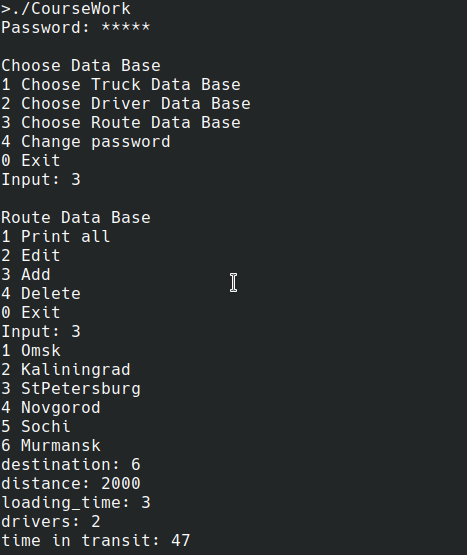 >./CourseWork
Password: *****
Choose Data Base
1 Choose Truck Data Base
2 Choose Driver Data Base
3 Choose Route Data Base
4 Change password
0 Exit
Input: 3
Route Data Base
1 Print all
2 Edit
3 Add
4 Delete
0 Exit
Input: 3
1 Omsk
2 Kaliningrad
3 StPetersburg
4 Novgorod
5 Sochi
6 Murmansk
destination: 6
distance: 2000
loading_time: 3
drivers: 2
time in transit: 47